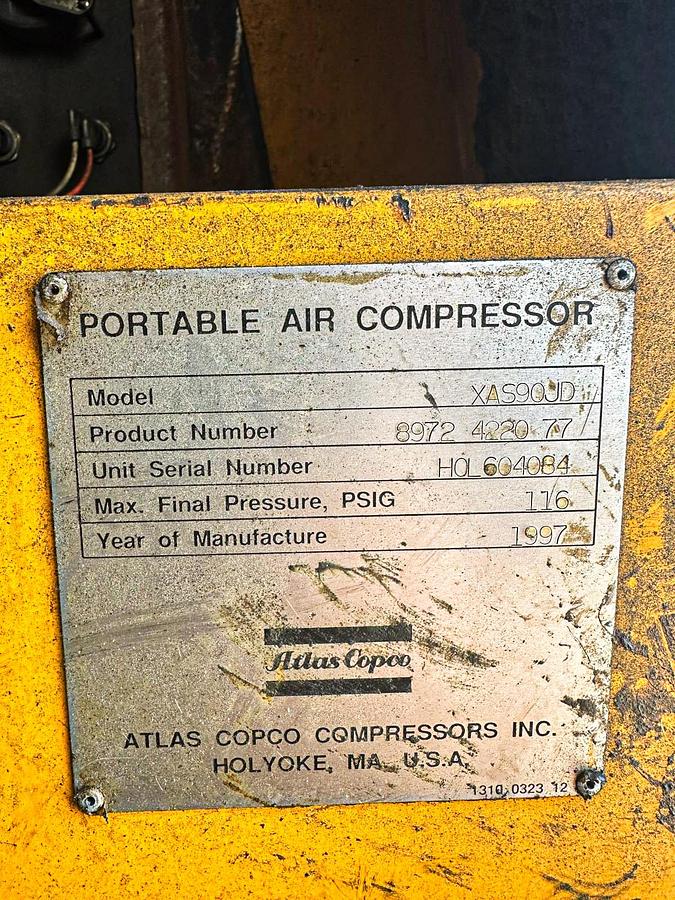 PORTABLE AIR COMPRESSOR
Model XAS90JD
Product Number 8972 4220 77
Unit Serial Number HOL604084
Max. Final Pressure, PSIG 116
Year of Manufacture 1997
Atlas Copco
ATLAS COPCO COMPRESSORS INC.
HOLYOKE, MA U.S.A.
1310 0323 12